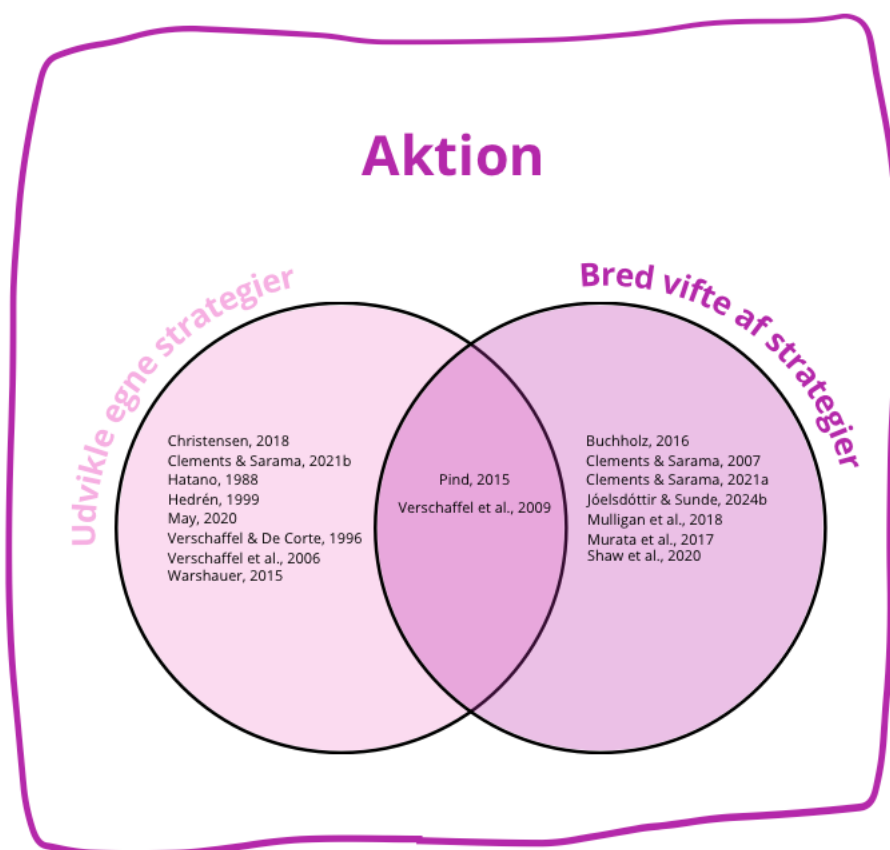 Aktion
Udvikle egne strategier
Bred vifte af strategier
Christensen, 2018
Clements & Sarama, 2021b
Hatano, 1988
Hedrén, 1999
May, 2020
Verschaffel & De Corte, 1996
Verschaffel et al., 2006
Warshauer, 2015
Pind, 2015
Verschaffel et al., 2009
Buchholz, 2016
Clements & Sarama, 2007
Clements & Sarama, 2021a
Jóelsdóttir & Sunde, 2024b
Mulligan et al., 2018
Murata et al., 2017
Shaw et al., 2020